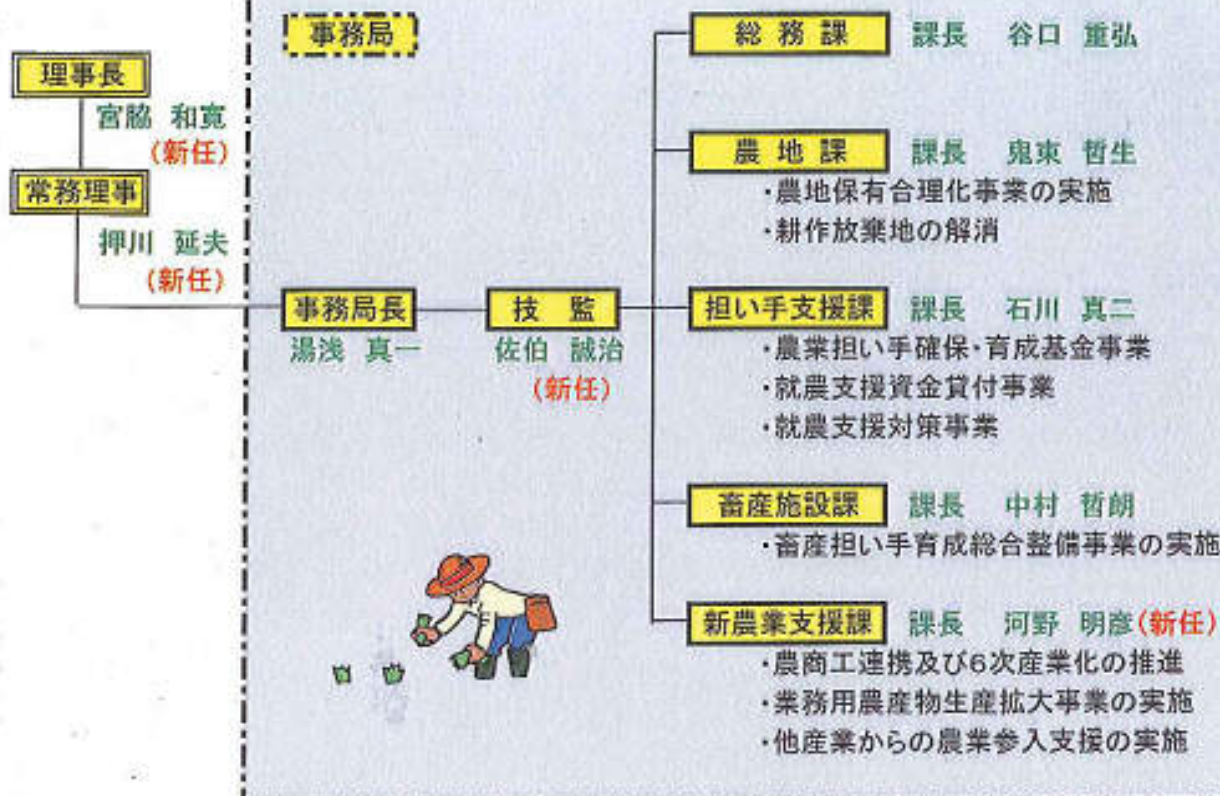 理事長
宮脇 和寛
(新任)
常務理事
押川 延夫
(新任)
事務局
事務局長
湯浅 真一
技 監
佐伯 誠治
(新任)
総 務 課 課長 谷口 重弘
農 地 課 課長 鬼東 哲生
・農地保有合理化事業の実施
・耕作放棄地の解消
担い手支援課 課長 石川 真二
・農業担い手確保・育成基金事業
・就農支援資金貸付事業
・就農支援対策事業
畜産施設課 課長 中村 哲朗
・畜産担い手育成総合整備事業の実施
新農業支援課 課長 河野 明彦(新任)
・農商工連携及び6次産業化の推進
・業務用農産物生産拡大事業の実施
・他産業からの農業参入支援の実施